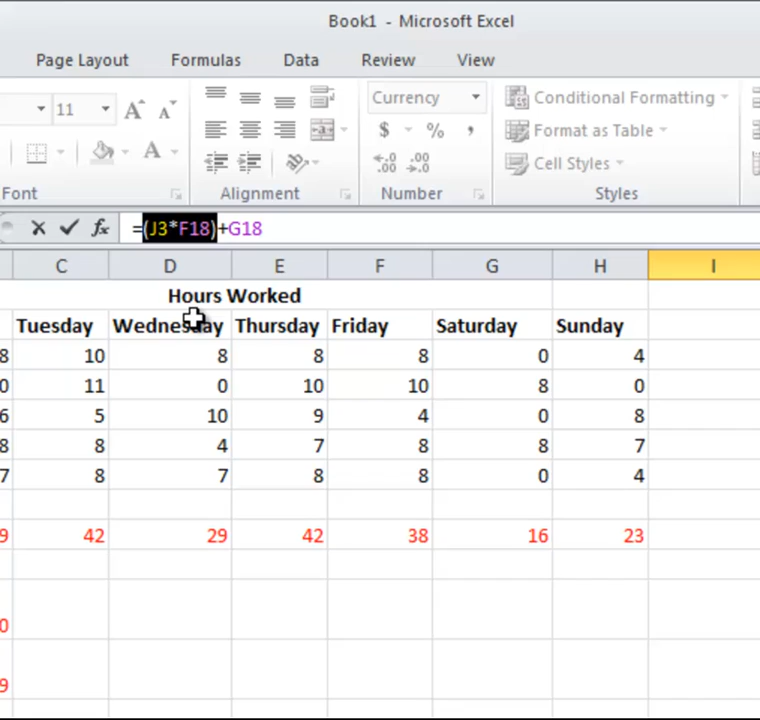 Book1 - Microsoft Excel
Page Layout Formulas Data Review View
11 A A Currency Conditional Formatting
A $ % , Format as Table
.0 .00 .00 .0 Cell Styles
Font Alignment Number Styles
fx =(J3*F18)+G18
C D E F G H I
Hours Worked
Tuesday Wednesday Thursday Friday Saturday Sunday
8 10 8 8 8 0 4
0 11 0 10 10 8 0
6 5 10 9 4 0 8
8 8 4 7 8 8 7
7 8 7 8 8 0 4
9 42 29 42 38 16 23
0
9